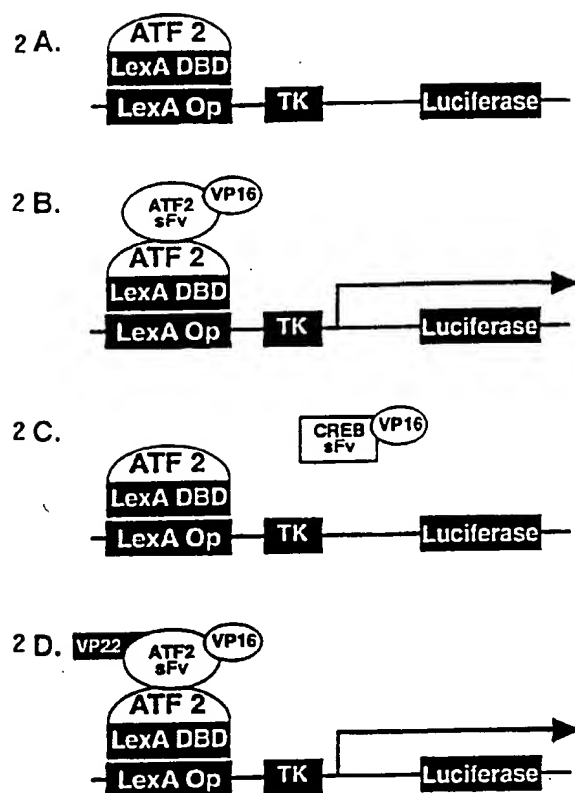 2 A.
ATF 2
LexA DBD
LexA Op TK Luciferase
2 B.
VP16
ATF2
sFv
ATF 2
LexA DBD
LexA Op TK Luciferase
2 C.
CREB
sFv
VP16
ATF 2
LexA DBD
LexA Op TK Luciferase
2 D.
VP22
ATF2
sFv
VP16
ATF 2
LexA DBD
LexA Op TK Luciferase